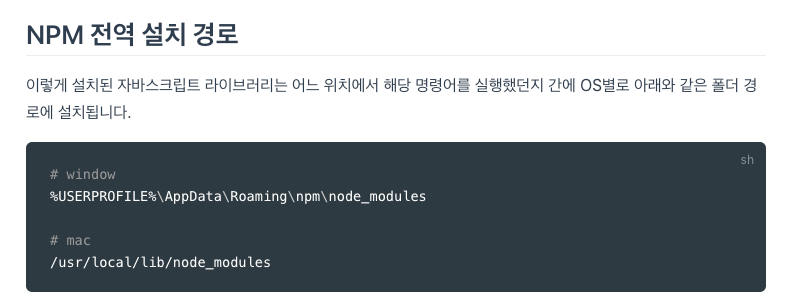 NPM 전역 설치 경로
이렇게 설치된 자바스크립트 라이브러리는 어느 위치에서 해당 명령어를 실행했던지 간에 OS별로 아래와 같은 폴더 경
로에 설치됩니다.
sh
# window
%USERPROFILE%\AppData\Roaming\npm\node_modules
# mac
/usr/local/lib/node_modules